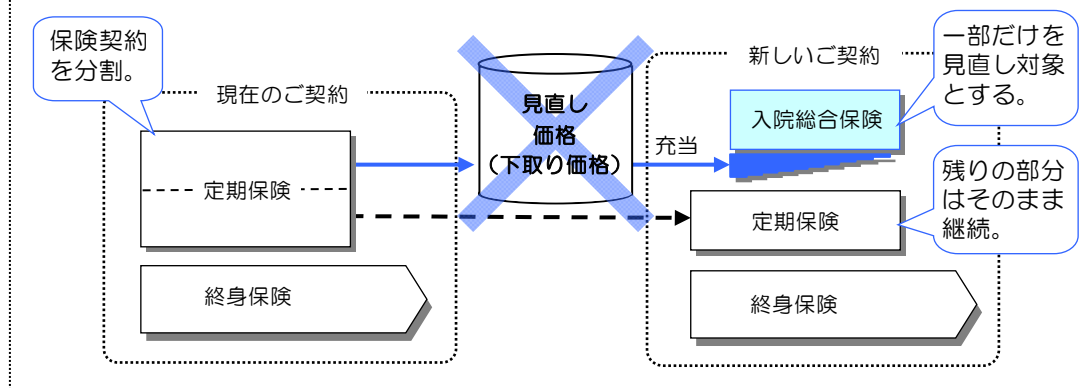 保険契約
を分割。
現在のご契約
定期保険
終身保険
見直し
価格
(下取り価格)
充当
新しいご契約
一部だけを
見直し対象
とする。
入院総合保険
残りの部分
はそのまま
継続。
定期保険
終身保険